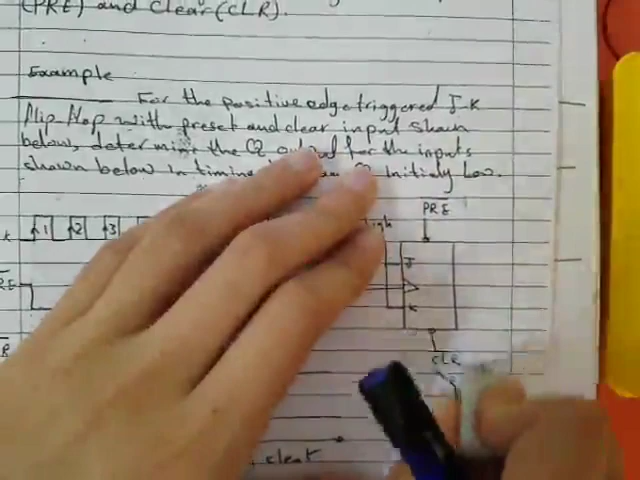 (PRE) and Clear(CLR).
Example
For the positive edge triggered J-K
flip flop with preset and clear input shown
below, determine the Q output for the inputs
shown below in timing Q Initialy Low.
1 2 3 High
PRE
J
K
CLR
clear